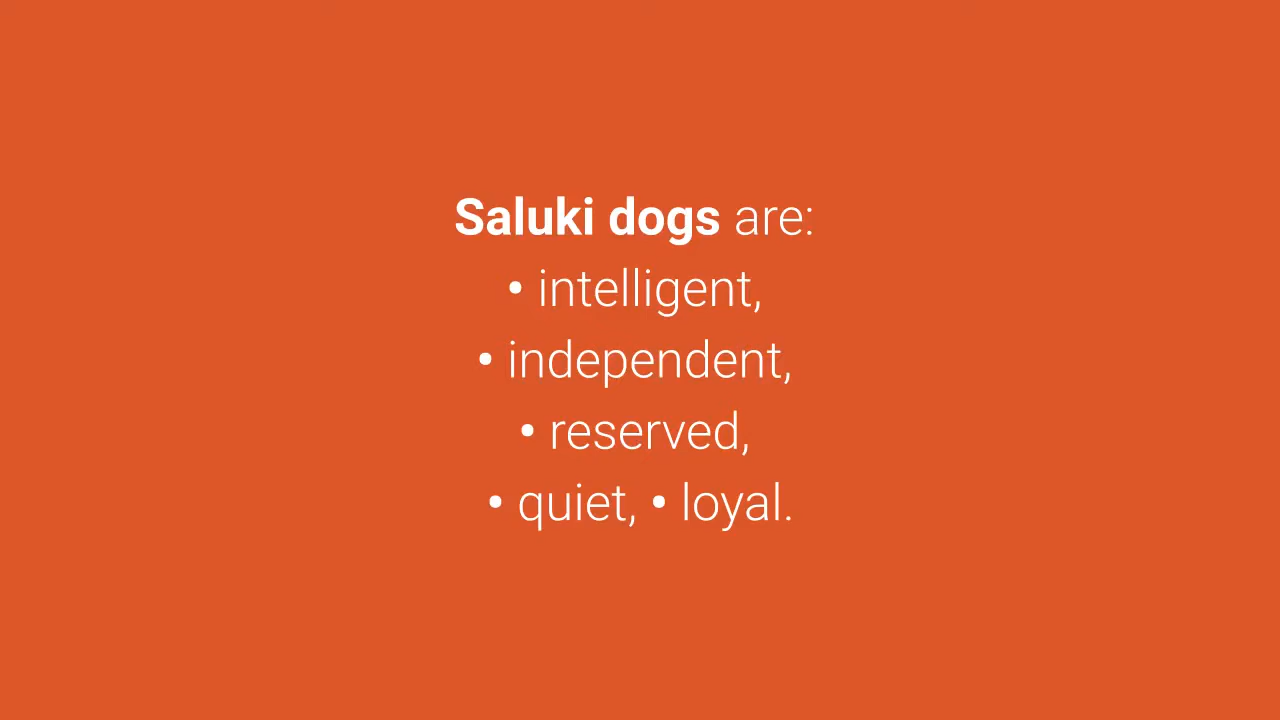 Saluki dogs are:
• intelligent,
• independent,
• reserved,
• quiet, • loyal.